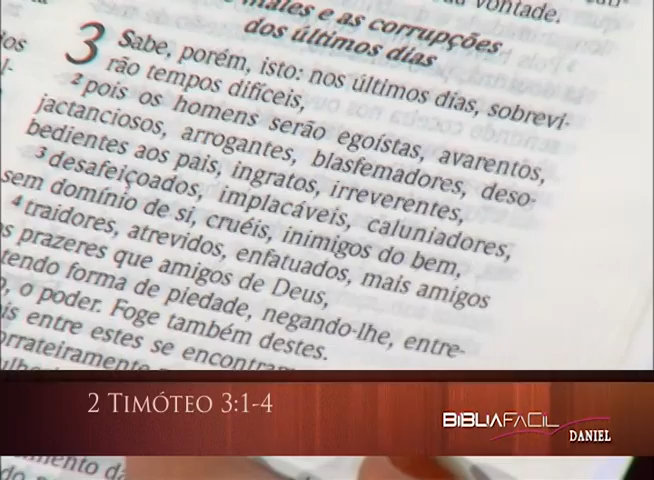 vontade.
males e as corrupções
dos últimos dias
3 Sabe, porém, isto: nos últimos dias, sobrevi-
rão tempos difíceis,
2 pois os homens serão egoístas, avarentos,
jactanciosos, arrogantes, blasfemadores, deso-
bedientes aos pais, ingratos, irreverentes,
3 desafeiçoados, implacáveis, caluniadores,
sem domínio de si, cruéis, inimigos do bem,
4 traidores, atrevidos, enfatuados, mais amigos
s prazeres que amigos de Deus,
tendo forma de piedade, negando-lhe, entre-
, o poder. Foge também destes.
is entre estes se encontram
orrateiramente
2 TIMÓTEO 3:1-4
BIBLIAFACIL
DANIEL